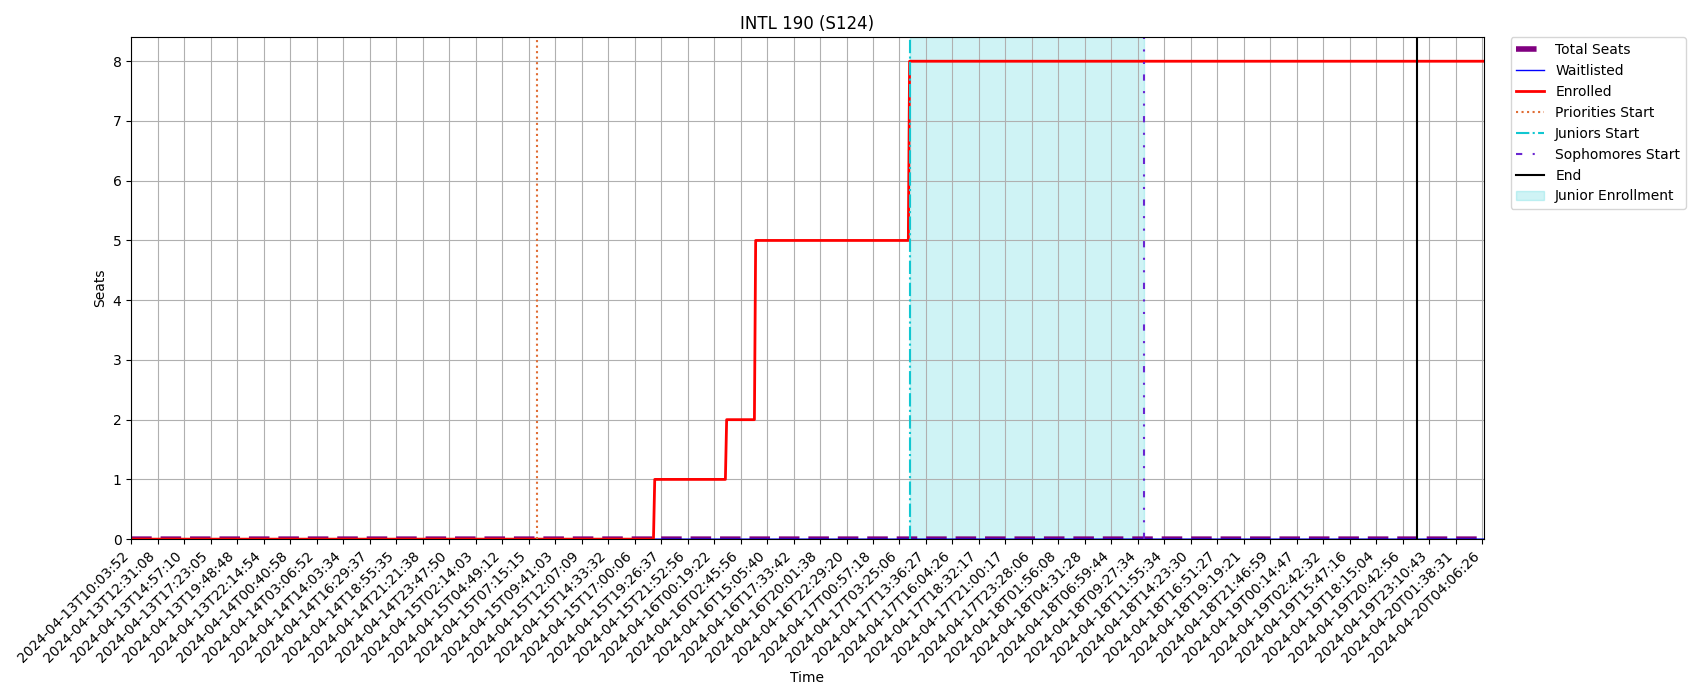 INTL 190 (S124)
Total Seats
Waitlisted
Enrolled
Priorities Start
Juniors Start
Sophomores Start
End
Junior Enrollment
Seats
8
7
6
5
4
3
2
1
0
2024-04-13T10:03:52
2024-04-13T12:31:08
2024-04-13T14:57:10
2024-04-13T17:23:05
2024-04-13T19:48:48
2024-04-13T22:14:54
2024-04-14T00:40:58
2024-04-14T03:06:52
2024-04-14T14:03:34
2024-04-14T16:29:37
2024-04-14T18:55:35
2024-04-14T21:21:38
2024-04-14T23:47:50
2024-04-15T02:14:03
2024-04-15T04:49:12
2024-04-15T07:15:15
2024-04-15T09:41:03
2024-04-15T12:07:09
2024-04-15T14:33:32
2024-04-15T17:00:06
2024-04-15T19:26:37
2024-04-15T21:52:56
2024-04-16T00:19:22
2024-04-16T02:45:56
2024-04-16T15:05:40
2024-04-16T17:33:42
2024-04-16T20:01:38
2024-04-16T22:29:20
2024-04-17T00:57:18
2024-04-17T03:25:06
2024-04-17T13:36:27
2024-04-17T16:04:26
2024-04-17T18:32:17
2024-04-17T21:00:17
2024-04-17T23:28:06
2024-04-18T01:56:08
2024-04-18T04:31:28
2024-04-18T06:59:44
2024-04-18T09:27:34
2024-04-18T11:55:34
2024-04-18T14:23:30
2024-04-18T16:51:27
2024-04-18T19:19:21
2024-04-18T21:46:59
2024-04-19T00:14:47
2024-04-19T02:42:32
2024-04-19T15:47:16
2024-04-19T18:15:04
2024-04-19T20:42:56
2024-04-19T23:10:43
2024-04-20T01:38:31
2024-04-20T04:06:26
Time